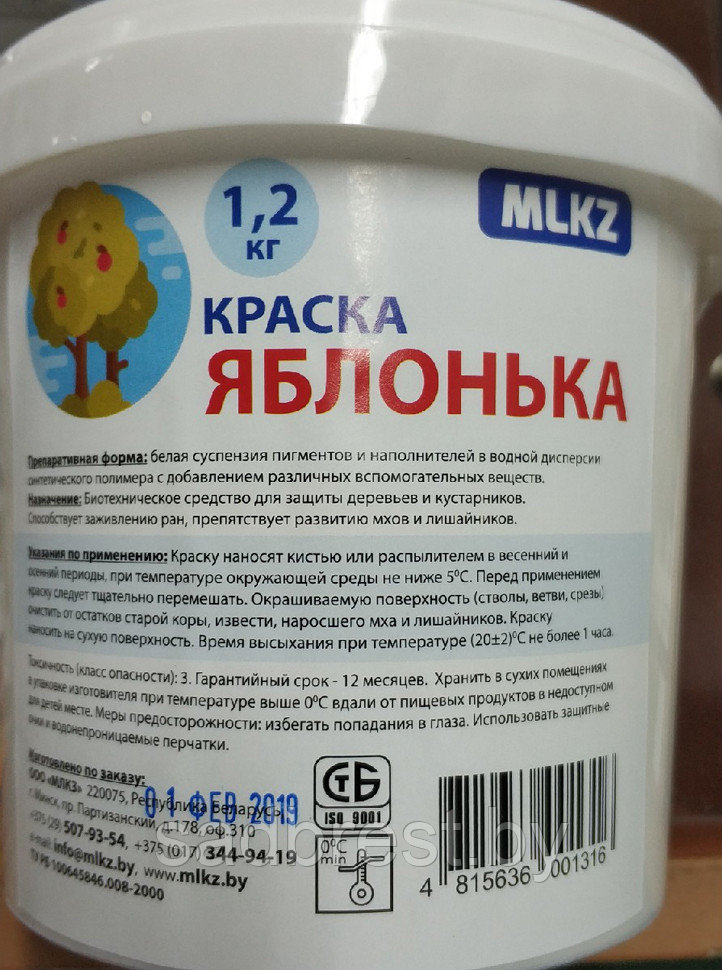 1,2
кг
MLKZ
КРАСКА
ЯБЛОНЬКА
Препаративная форма: белая суспензия пигментов и наполнителей в водной дисперсии
синтетического полимера с добавлением различных вспомогательных веществ.
Назначение: Биотехническое средство для защиты деревьев и кустарников.
Способствует заживлению ран, препятствует развитию мхов и лишайников.
Указания по применению: Краску наносят кистью или распылителем в весенний и
осенний периоды, при температуре окружающей среды не ниже 5⁰С. Перед применением
краску следует тщательно перемешать. Окрашиваемую поверхность (стволы, ветви, срезы)
очистить от остатков старой коры, извести, наросшего мха и лишайников. Краску
наносить на сухую поверхность. Время высыхания при температуре (20±2)⁰С не более 1 часа.
Токсичность (класс опасности): 3. Гарантийный срок - 12 месяцев. Хранить в сухих помещениях
в упаковке изготовителя при температуре выше 0⁰С вдали от пищевых продуктов в недоступном
для детей месте. Меры предосторожности: избегать попадания в глаза. Использовать защитные
очки и водонепроницаемые перчатки.
Изготовлено по заказу:
ООО «МЛКЗ» 220075, Республика Беларусь,
01 ФЕВ 2019
г.Минск, пр. Партизанский, д.178, оф.310
+375 (29) 507-93-54, +375 (017) 344-94-19
e-mail: info@mlkz.by, www.mlkz.by
ТУ РБ 100645846.008-2000
СТБ
ISO 9001
0⁰С
min
4 815636 001316
sadbrest.by